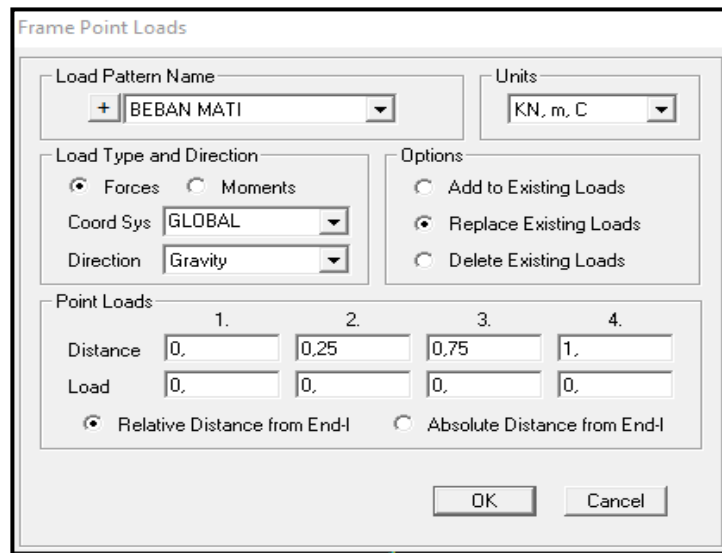 Frame Point Loads
Load Pattern Name
+ BEBAN MATI
Units
KN, m, C
Load Type and Direction
Forces Moments
Coord Sys GLOBAL
Direction Gravity
Options
Add to Existing Loads
Replace Existing Loads
Delete Existing Loads
Point Loads
1. 2. 3. 4.
Distance 0, 0,25 0,75 1,
Load 0, 0, 0, 0,
Relative Distance from End-I Absolute Distance from End-I
OK Cancel